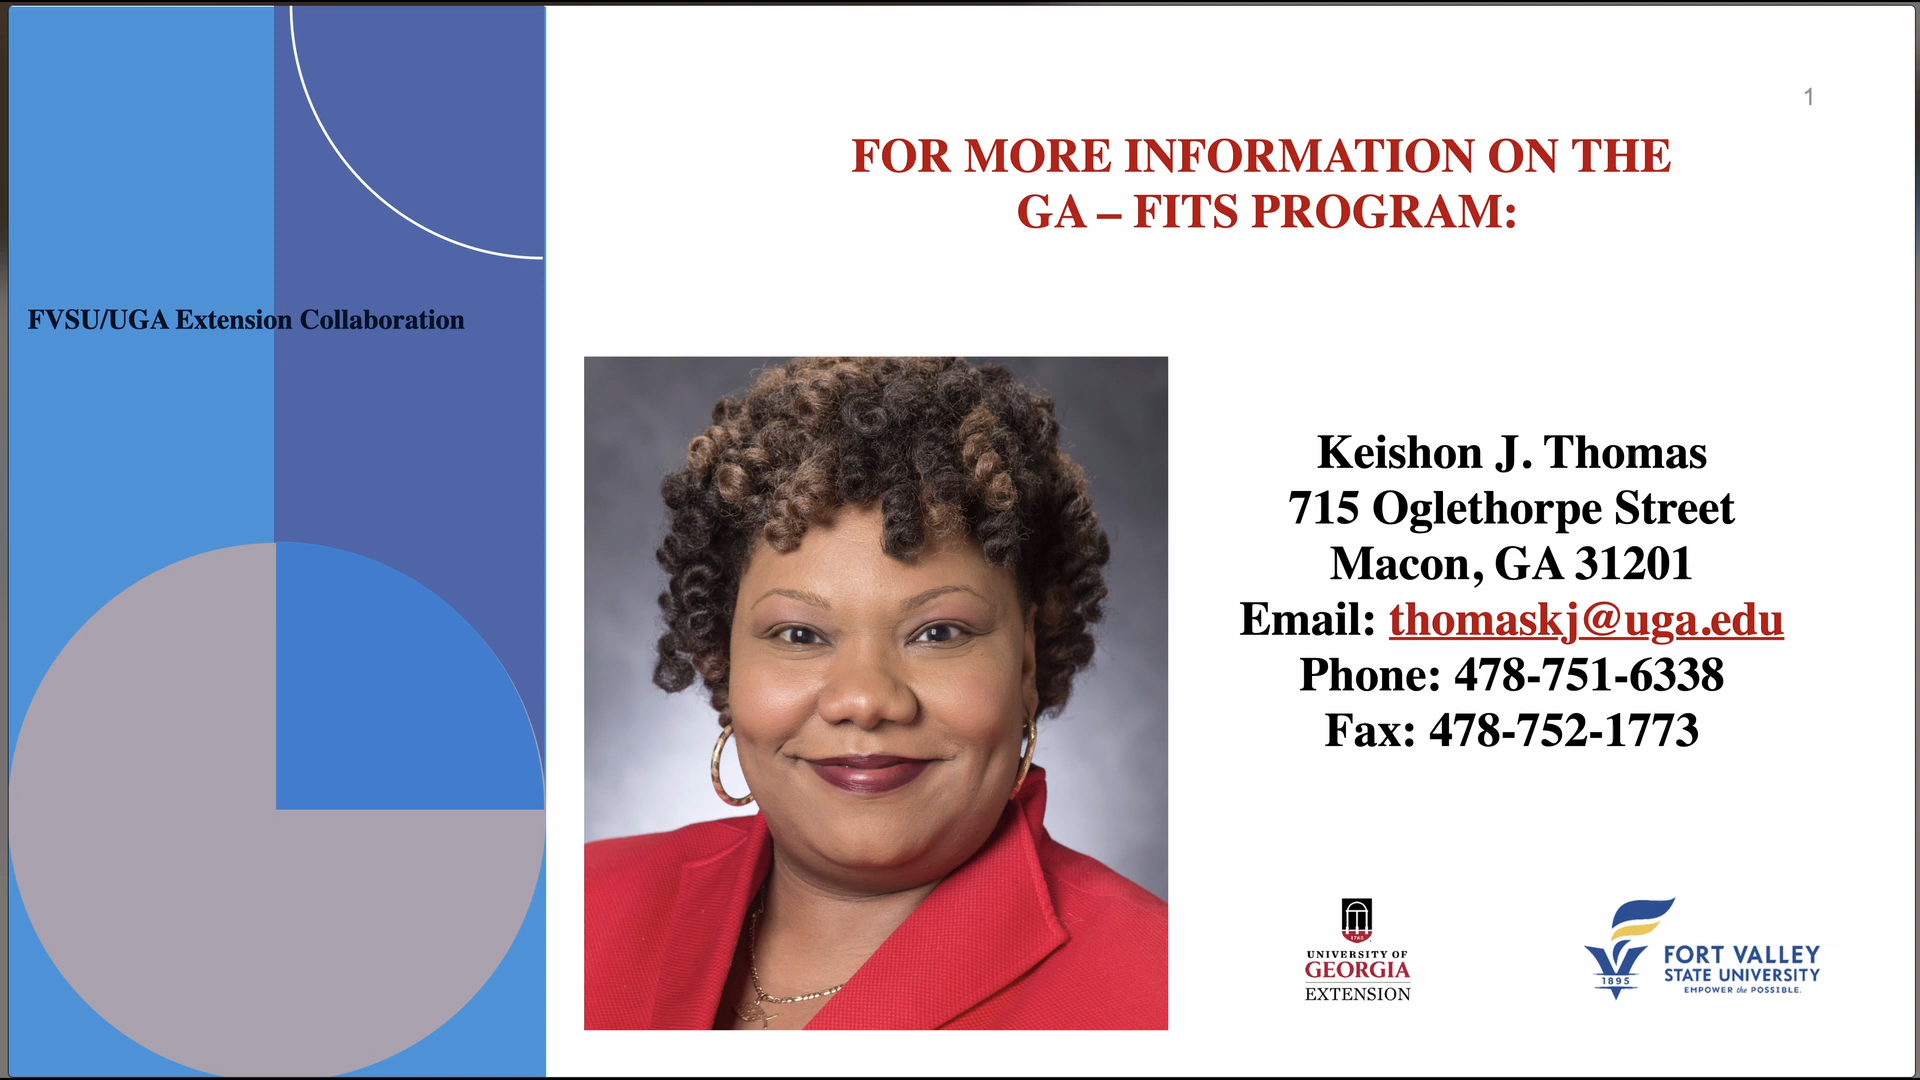 1
FOR MORE INFORMATION ON THE
GA – FITS PROGRAM:
FVSU/UGA Extension Collaboration
Keishon J. Thomas
715 Oglethorpe Street
Macon, GA 31201
Email: thomaskj@uga.edu
Phone: 478-751-6338
Fax: 478-752-1773
1785
UNIVERSITY OF
GEORGIA
EXTENSION
1895
FORT VALLEY
STATE UNIVERSITY
EMPOWER the POSSIBLE.